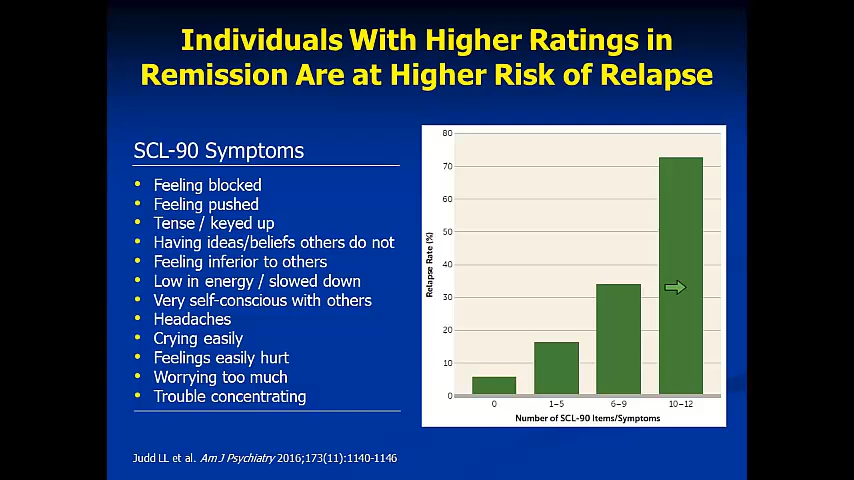 Individuals With Higher Ratings in
Remission Are at Higher Risk of Relapse
SCL-90 Symptoms
• Feeling blocked
• Feeling pushed
• Tense / keyed up
• Having ideas/beliefs others do not
• Feeling inferior to others
• Low in energy / slowed down
• Very self-conscious with others
• Headaches
• Crying easily
• Feelings easily hurt
• Worrying too much
• Trouble concentrating
Judd LL et al. Am J Psychiatry 2016;173(11):1140-1146
Relapse Rate (%)
80
70
60
50
40
30
20
10
0
0 1–5 6–9 10–12
Number of SCL-90 Items/Symptoms